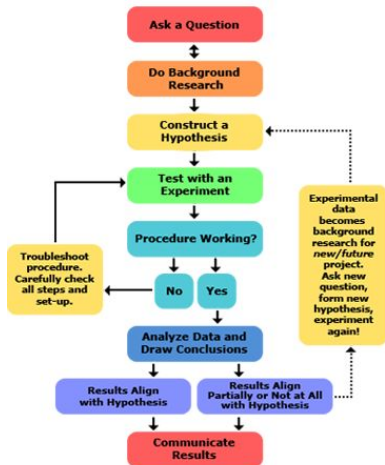 Ask a Question
Do Background
Research
Construct a
Hypothesis
Test with an
Experiment
Procedure Working?
Troubleshoot
procedure.
Carefully check
all steps and
set-up.
No
Yes
Experimental
data
becomes
background
research for
new/future
project.
Ask new
question,
form new
hypothesis,
experiment
again!
Analyze Data and
Draw Conclusions
Results Align
with Hypothesis
Results Align
Partially or Not at All
with Hypothesis
Communicate
Results